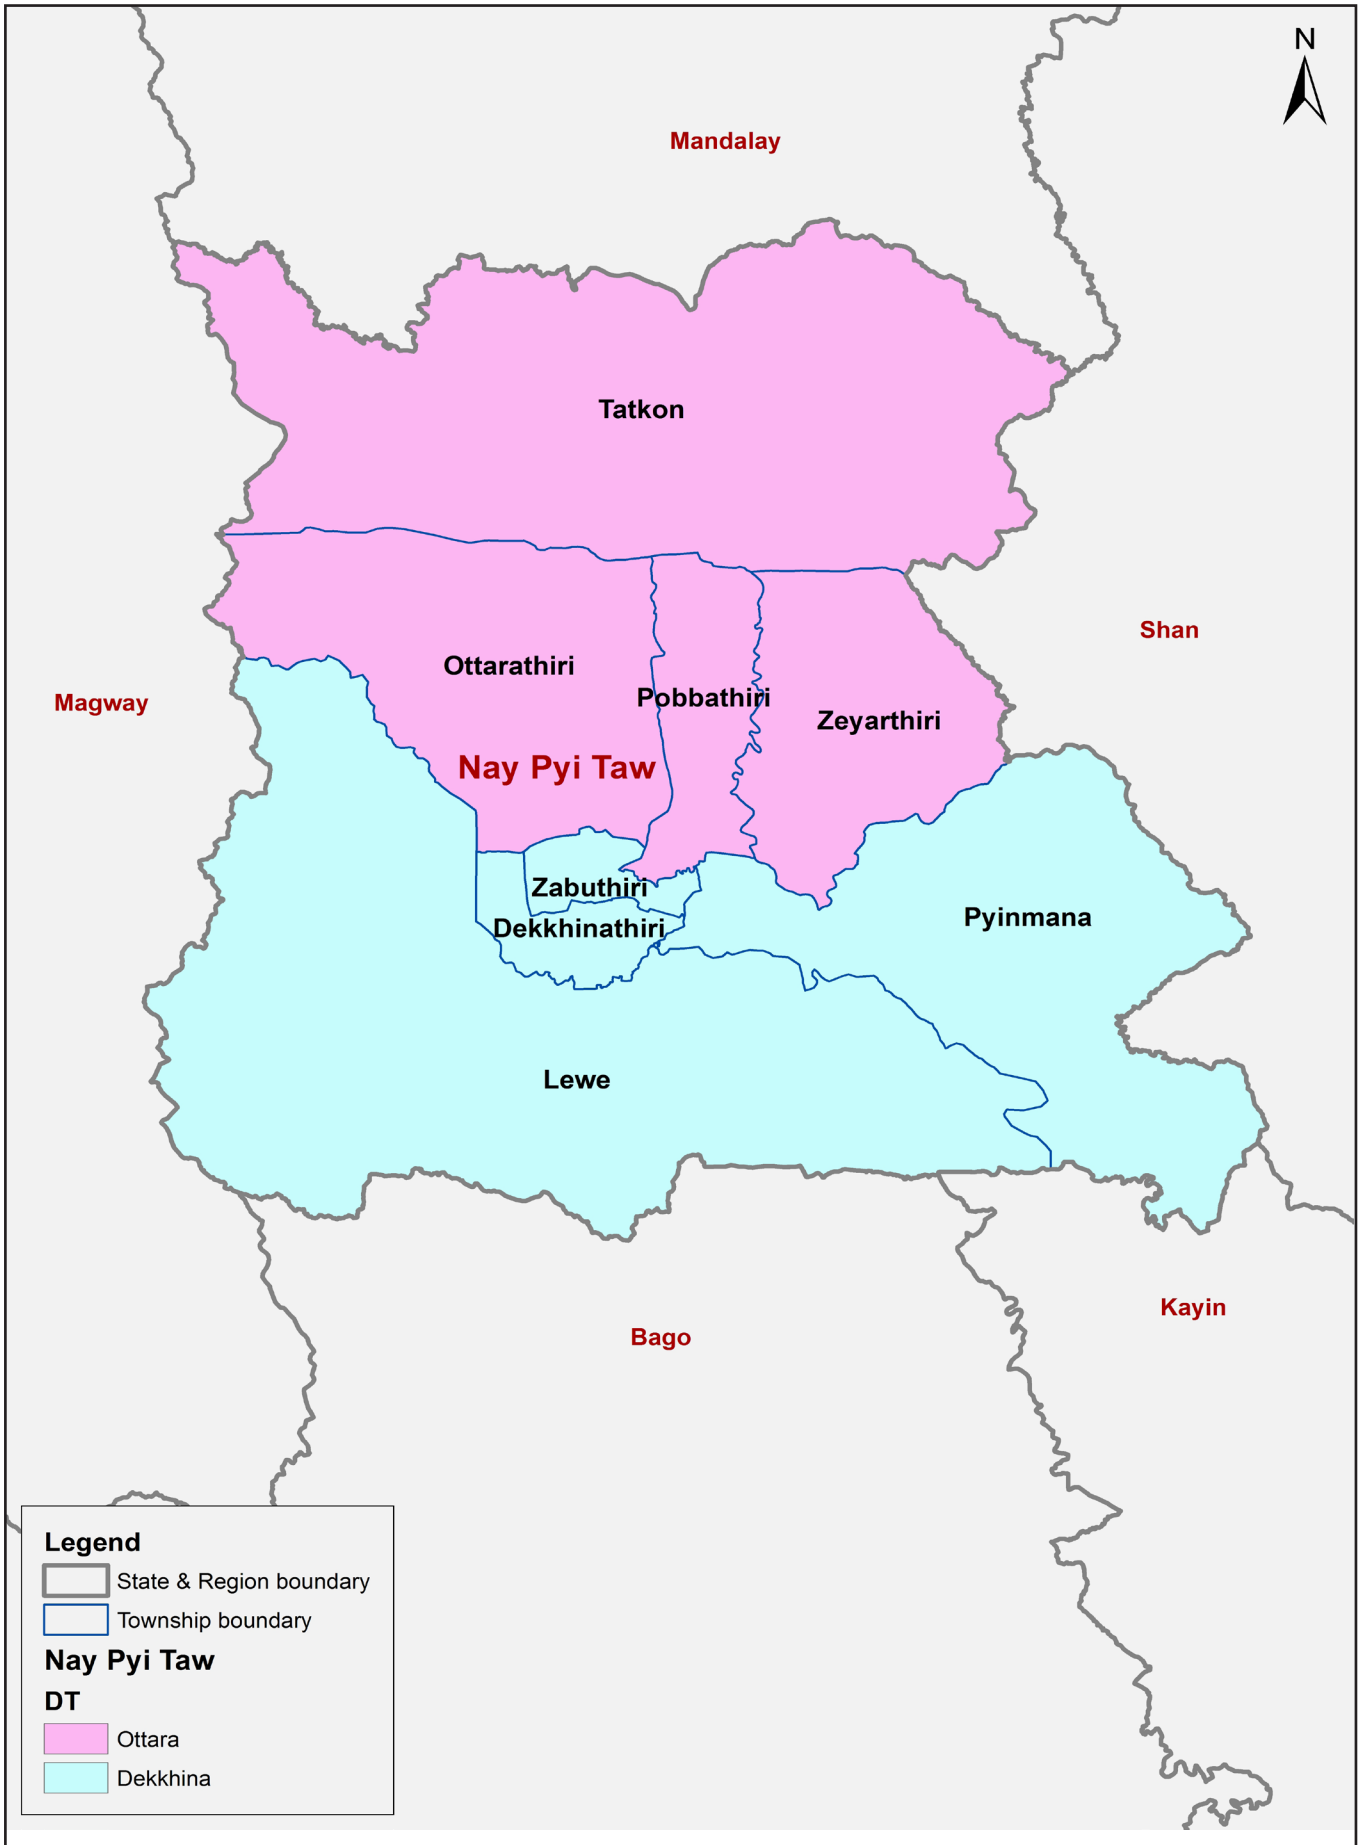 N
Mandalay
Tatkon
Shan
Ottarathiri
Pobbathiri
Magway
Zeyarthiri
Nay Pyi Taw
Zabuthiri
Pyinmana
Dekkhinathiri
Lewe
Kayin
Bago
Legend
State & Region boundary
Township boundary
Nay Pyi Taw
DT
Ottara
Dekkhina